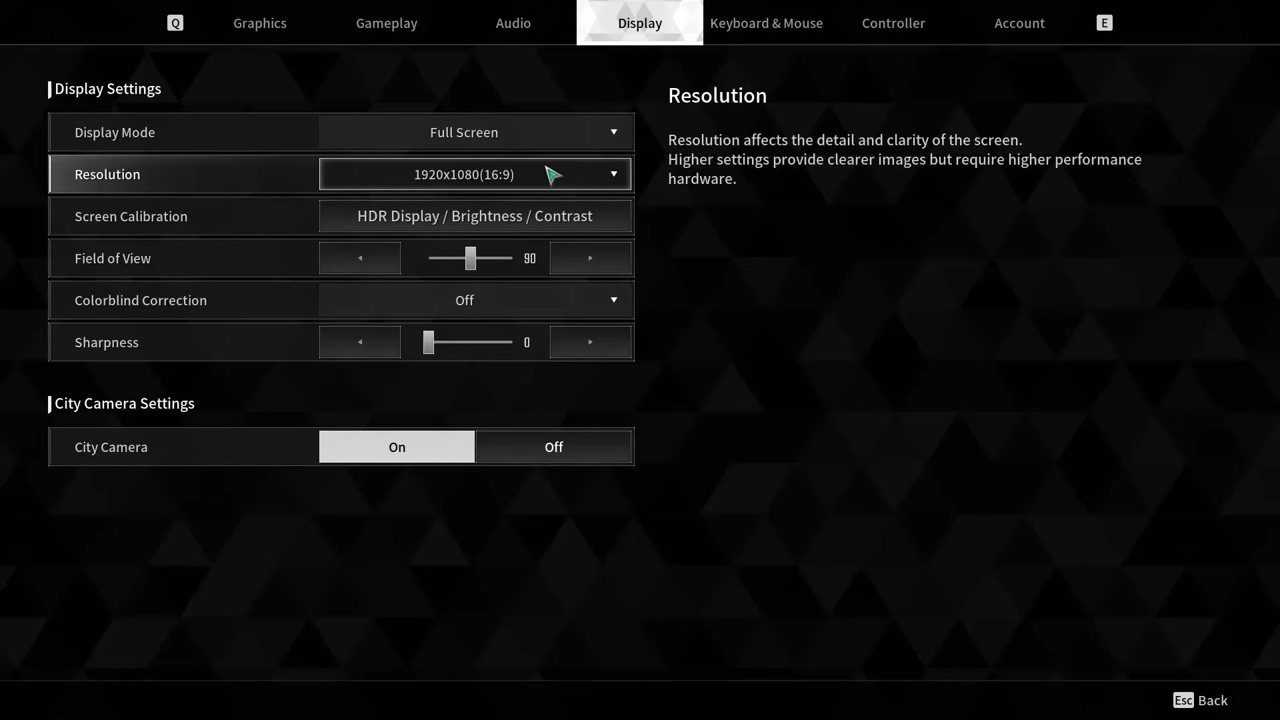 Q Graphics Gameplay Audio Display Keyboard & Mouse Controller Account E
Display Settings
Display Mode Full Screen
Resolution 1920x1080(16:9)
Screen Calibration HDR Display / Brightness / Contrast
Field of View 90
Colorblind Correction Off
Sharpness 0
City Camera Settings
City Camera On Off
Resolution
Resolution affects the detail and clarity of the screen.
Higher settings provide clearer images but require higher performance
hardware.
Esc Back